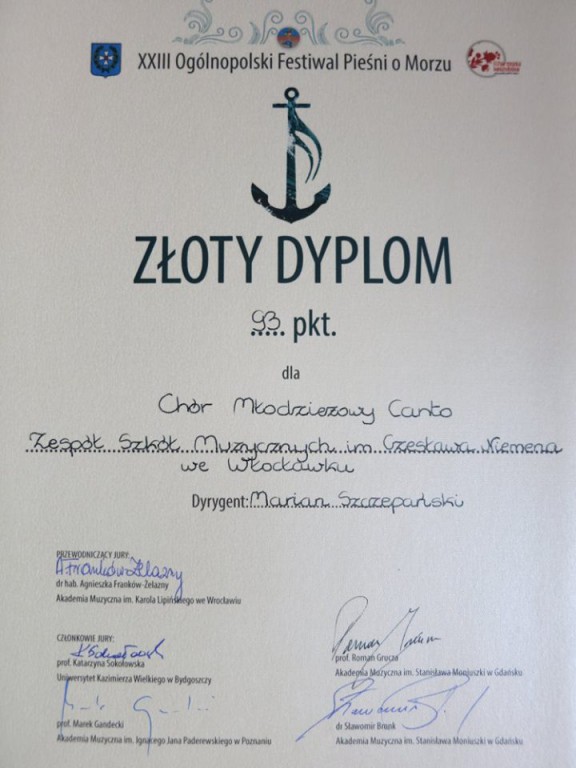 XXIII Ogólnopolski Festiwal Pieśni o Morzu
ZŁOTY DYPLOM
93 pkt.
dla
Chór Młodzieżowy Canto
Zespół Szkół Muzycznych im. Czesława Niemena
we Włocławku
Dyrygent: Marian Szczepański
PRZEWODNICZĄCY JURY:
AFranków-Żelazny
dr hab. Agnieszka Franków-Żelazny
Akademia Muzyczna im. Karola Lipińskiego we Wrocławiu
CZŁONKOWIE JURY:
prof. Katarzyna Sokołowska
Uniwersytet Kazimierza Wielkiego w Bydgoszczy
prof. Roman Grucza
Akademia Muzyczna im. Stanisława Moniuszki w Gdańsku
prof. Marek Gandecki
Akademia Muzyczna im. Ignacego Jana Paderewskiego w Poznaniu
dr Sławomir Bronk
Akademia Muzyczna im. Stanisława Moniuszki w Gdańsku